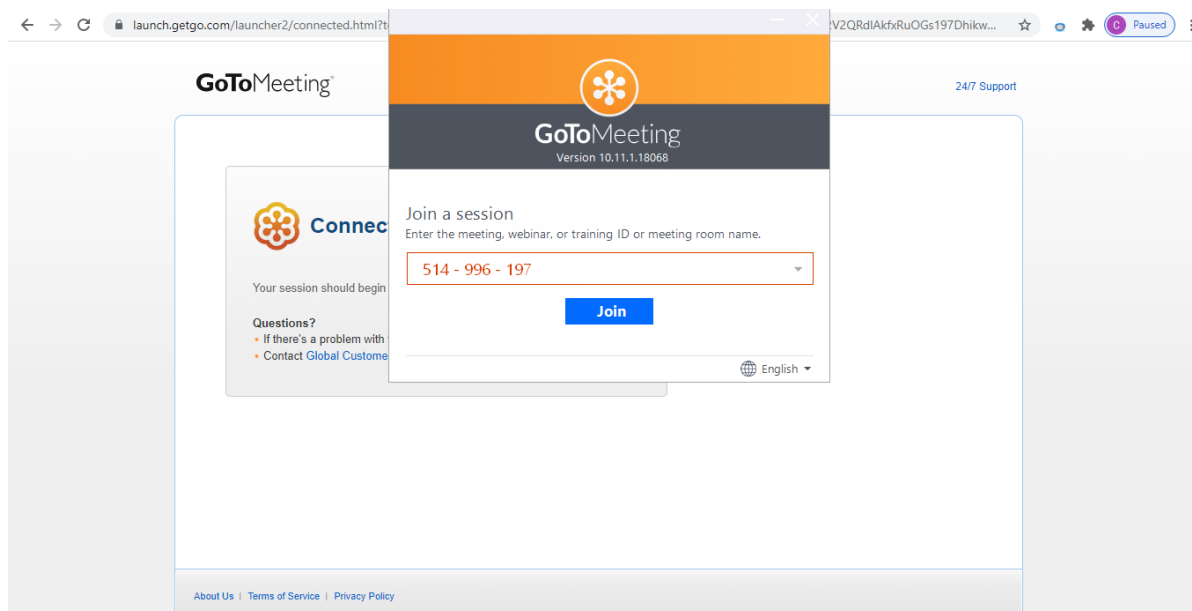 launch.getgo.com/launcher2/connected.html?t
V2QRdIAkfxRuOGs197Dhikw...
C Paused
GoToMeeting
24/7 Support
GoToMeeting
Version 10.11.1.18068
Join a session
Enter the meeting, webinar, or training ID or meeting room name.
514 - 996 - 197
Join
English
Connec
Your session should begin
Questions?
• If there's a problem with
• Contact Global Custome
About Us | Terms of Service | Privacy Policy